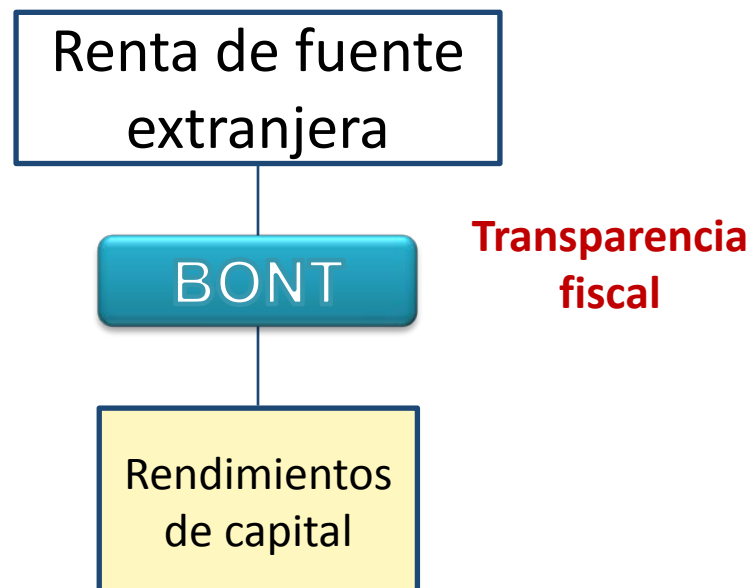 Renta de fuente
extranjera
Transparencia
fiscal
BONT
Rendimientos
de capital